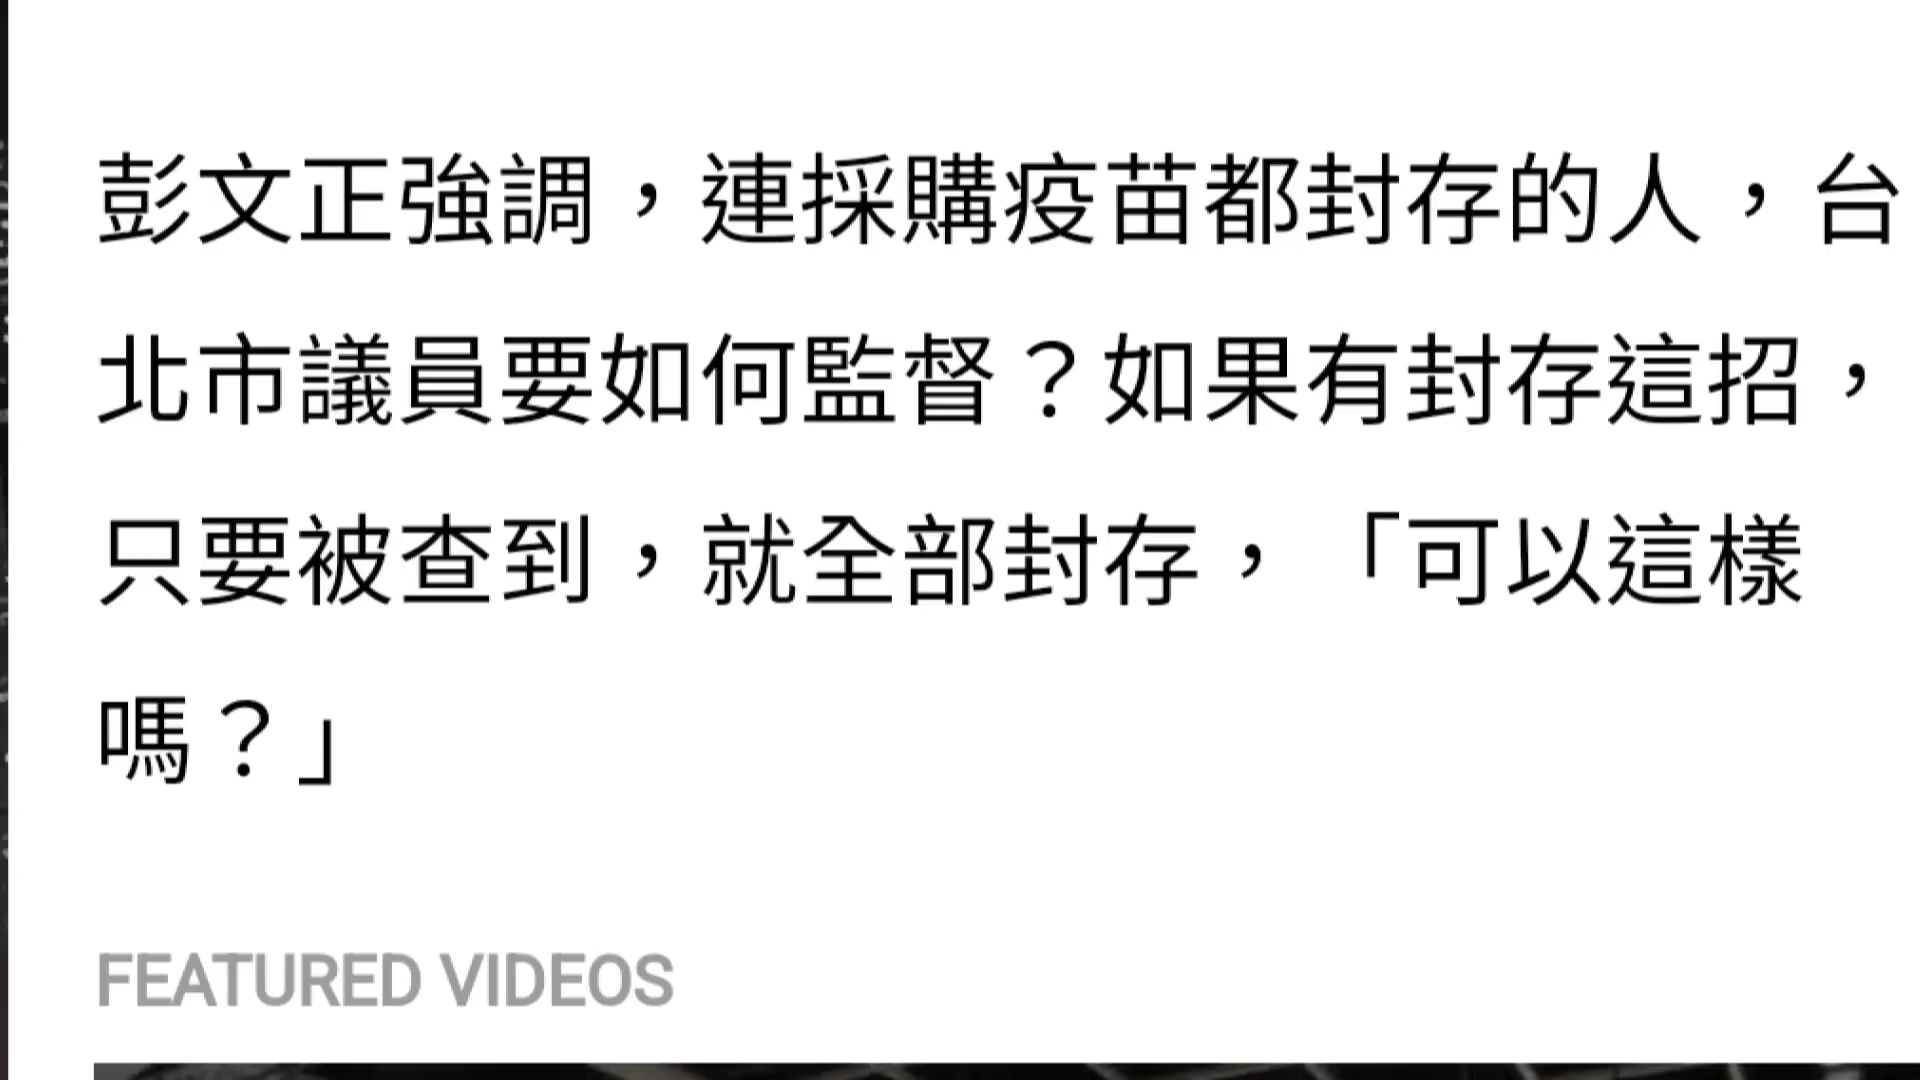 彭文正強調，連採購疫苗都封存的人，台
北市議員要如何監督？如果有封存這招，
只要被查到，就全部封存，「可以這樣
嗎？」
FEATURED VIDEOS